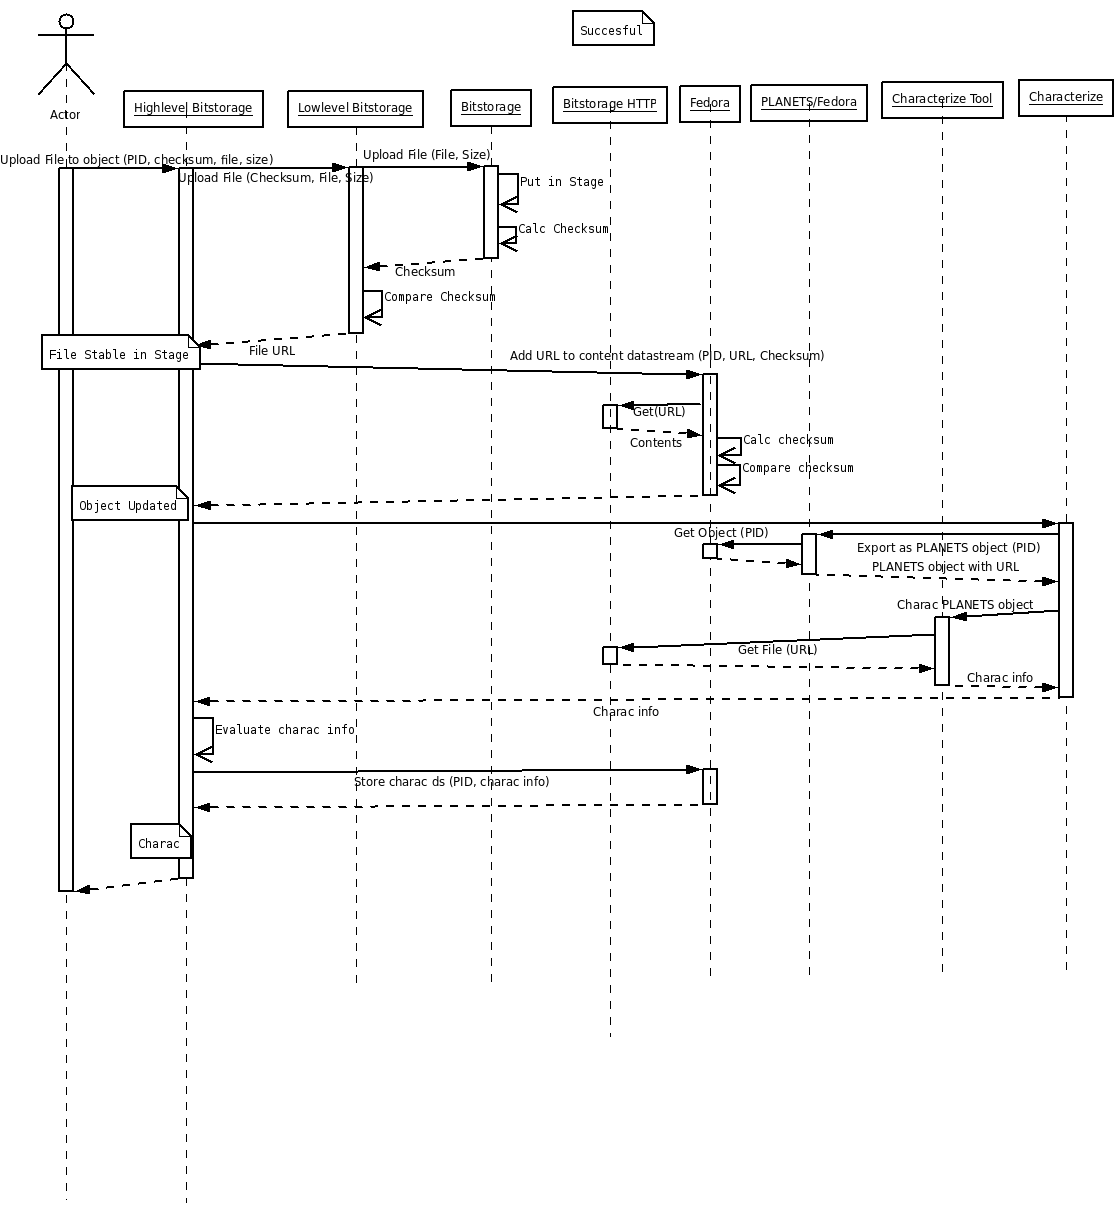 Succesful
Actor
Highlevel Bitstorage
Lowlevel Bitstorage
Bitstorage
Bitstorage HTTP
Fedora
PLANETS/Fedora
Characterize Tool
Characterize
Upload File to object (PID, checksum, file, size)
Upload File (Checksum, File, Size)
Upload File (File, Size)
Put in Stage
Calc Checksum
Checksum
Compare Checksum
File URL
File Stable in Stage
Add URL to content datastream (PID, URL, Checksum)
Get(URL)
Contents
Calc checksum
Compare checksum
Object Updated
Get Object (PID)
Export as PLANETS object (PID)
PLANETS object with URL
Charac PLANETS object
Get File (URL)
Charac info
Charac info
Evaluate charac info
Store charac ds (PID, charac info)
Charac